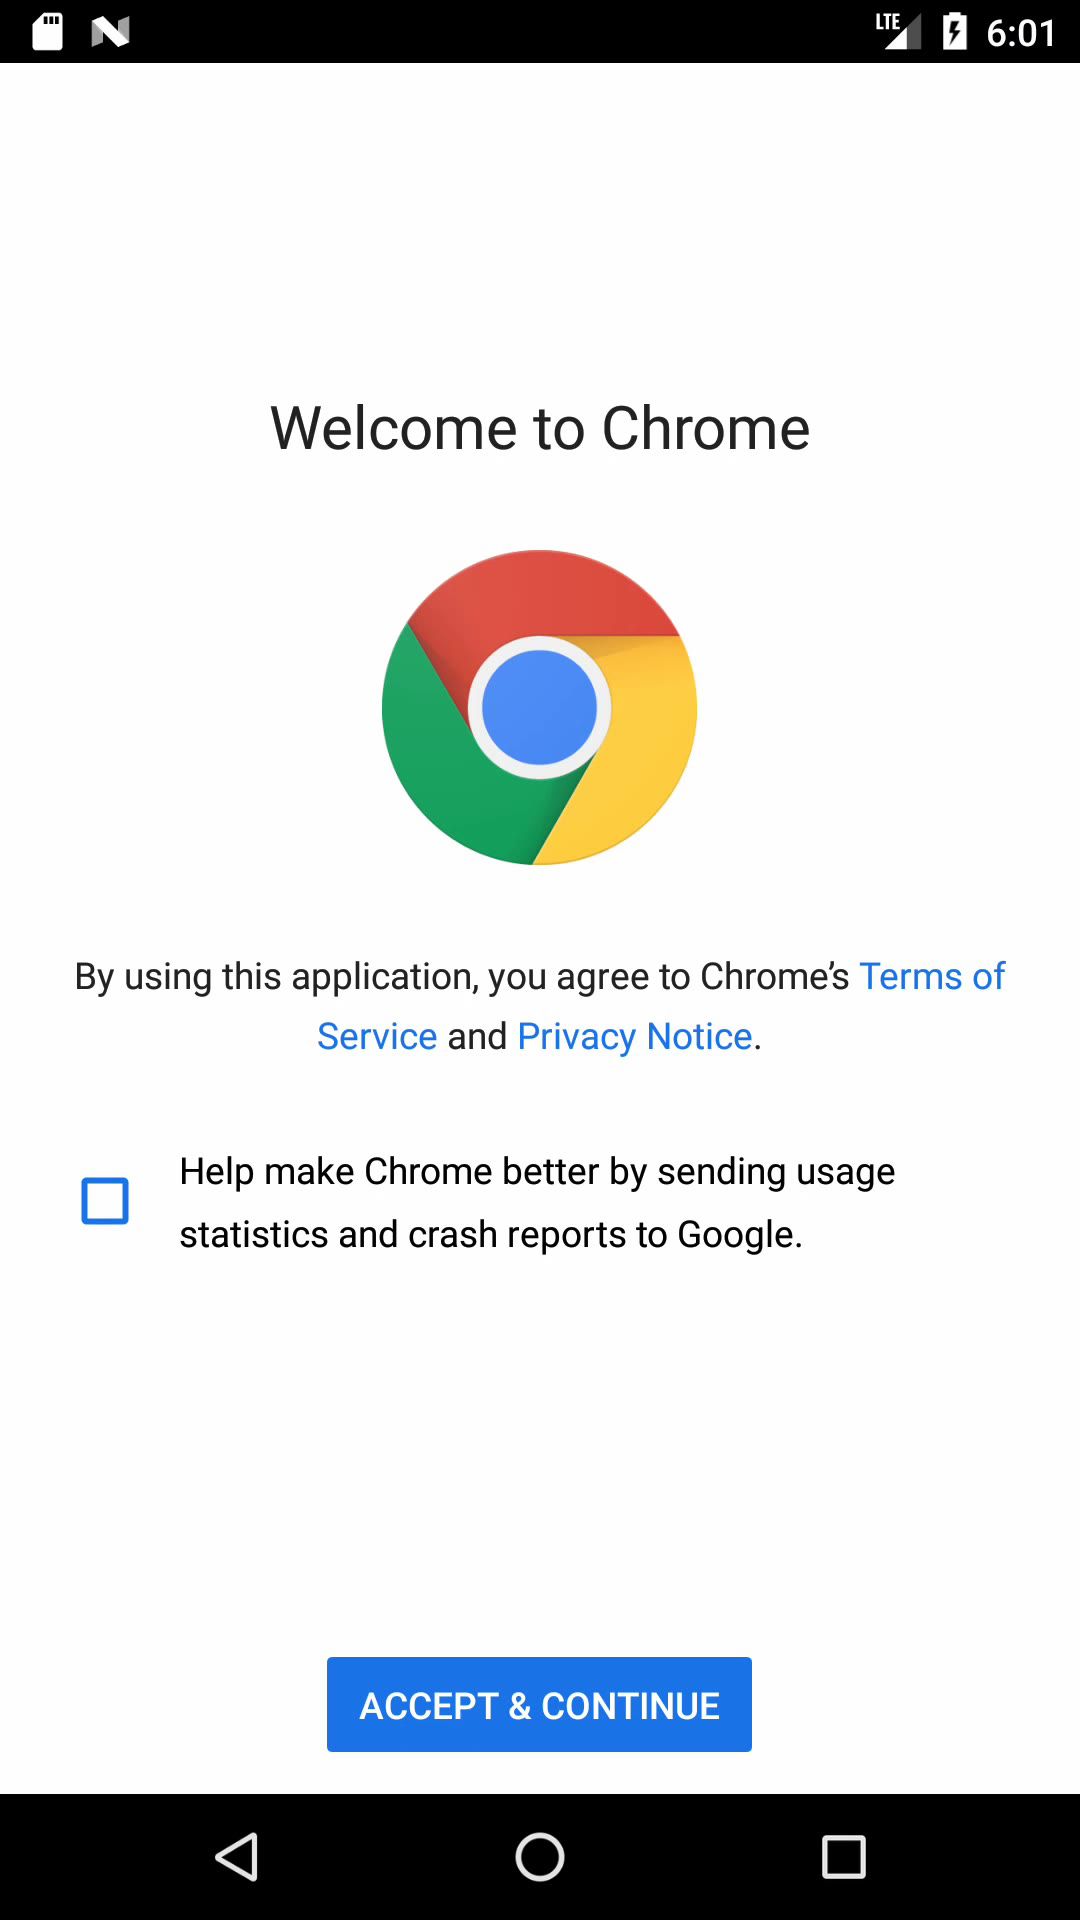 LTE 6:01
Welcome to Chrome
By using this application, you agree to Chrome’s Terms of
Service and Privacy Notice.
Help make Chrome better by sending usage
statistics and crash reports to Google.
ACCEPT & CONTINUE